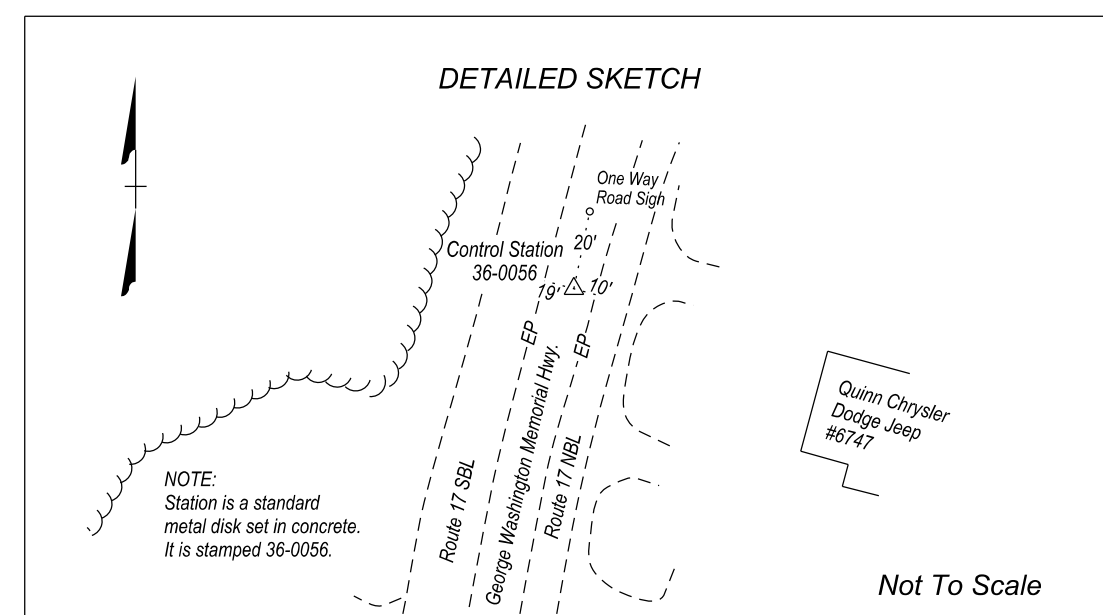 DETAILED SKETCH
One Way
Road Sigh
Control Station
36-0056
20'
19'
10'
EP
EP
George Washington Memorial Hwy.
Route 17 SBL
Route 17 NBL
Quinn Chrysler
Dodge Jeep
#6747
NOTE:
Station is a standard
metal disk set in concrete.
It is stamped 36-0056.
Not To Scale